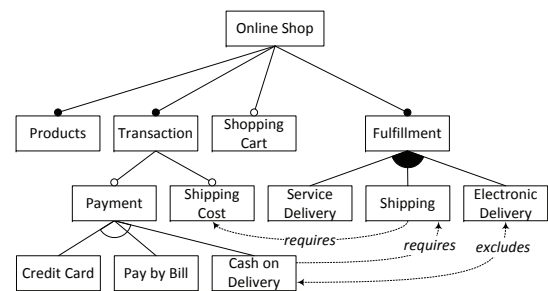 Online Shop
Products
Transaction
Shopping
Cart
Fulfillment
Payment
Shipping
Cost
Service
Delivery
Shipping
Electronic
Delivery
requires
requires
excludes
Credit Card
Pay by Bill
Cash on
Delivery